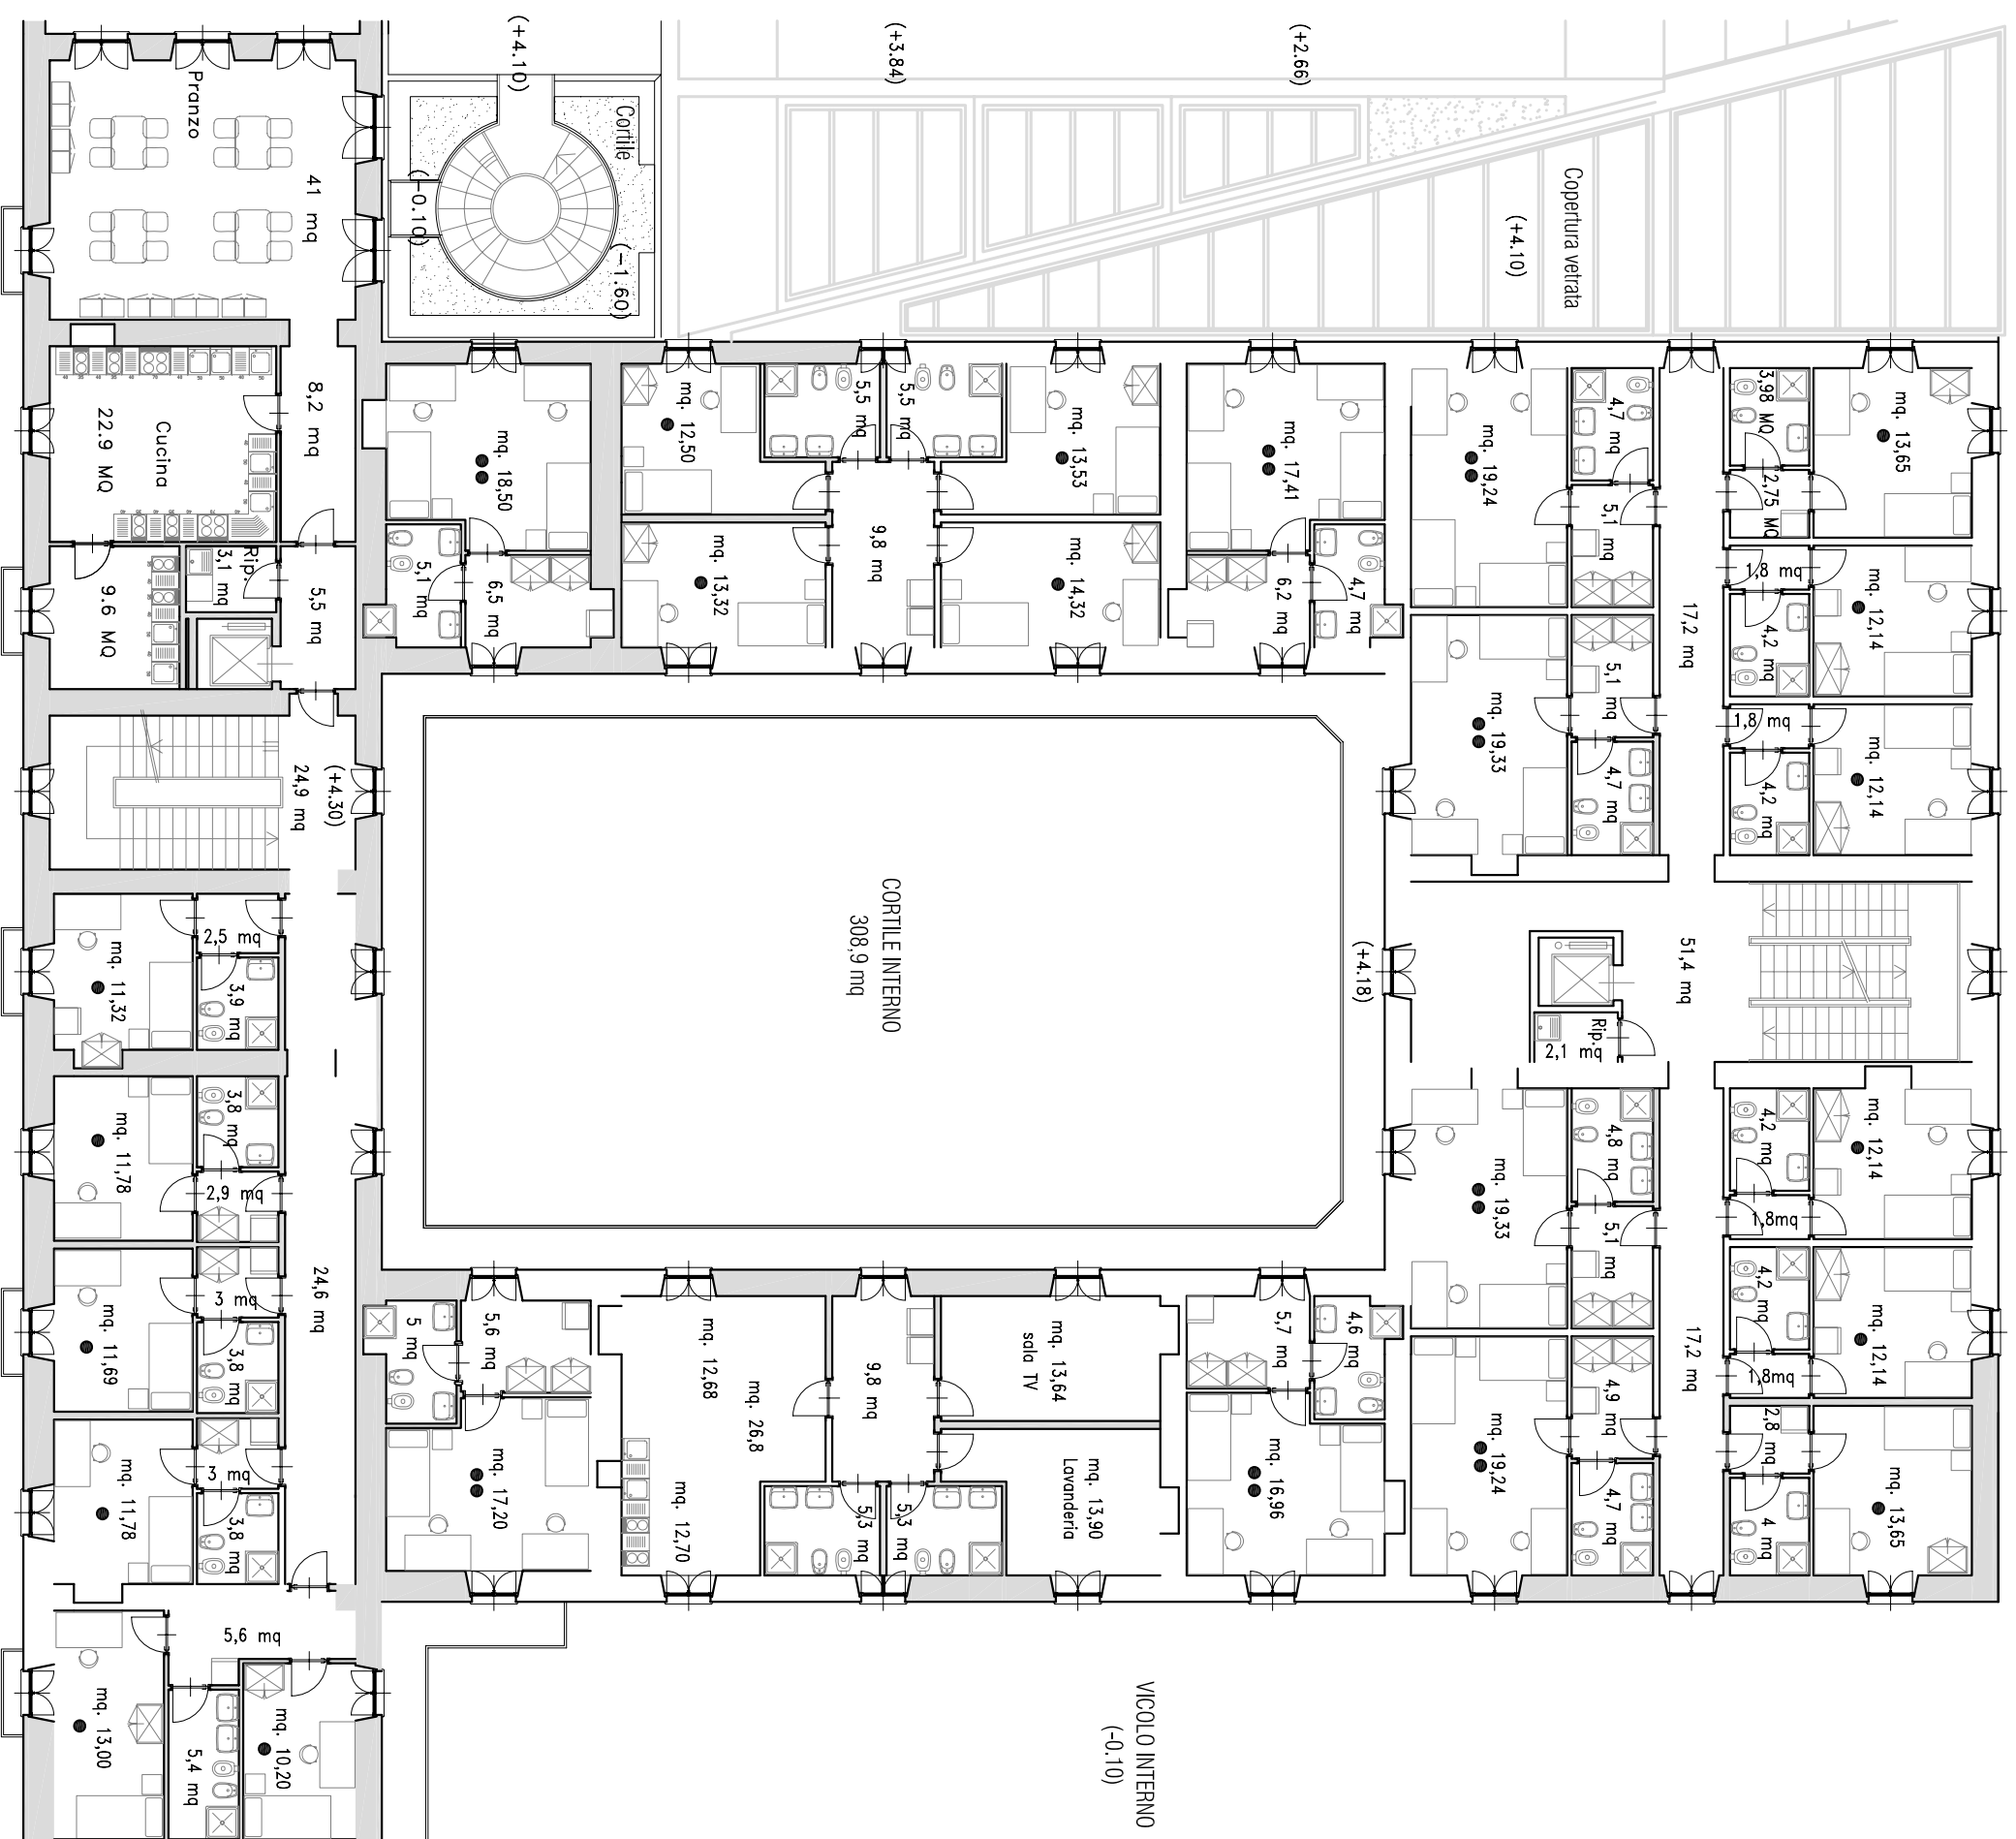 (+4.10)
(+3.84)
(+2.66)
Pranzo
41 mq
Cortile
(-0.10)
(-1.60)
Copertura vetrata
(+4.10)
8,2 mq
Cucina
22.9 MQ
Rip.
3,1 mq
5,5 mq
9.6 MQ
mq. 18,50
5,1 mq
6,5 mq
mq. 12,50
5,5 mq
5,5 mq
mq. 13,53
mq. 13,32
9,8 mq
mq. 14,32
mq. 17,41
6,2 mq
4,7 mq
mq. 19,24
4,7 mq
5,1 mq
3,98 MQ
2,75 MQ
mq. 13,65
17,2 mq
1,8 mq
4,2 mq
mq. 12,14
mq. 19,33
5,1 mq
4,7 mq
1,8 mq
4,2 mq
mq. 12,14
(+4.30)
24,9 mq
CORTILE INTERNO
308,9 mq
(+4.18)
51,4 mq
Rip.
2,1 mq
mq. 11,32
2,5 mq
3,9 mq
mq. 11,78
3,8 mq
2,9 mq
24,6 mq
mq. 11,69
3 mq
3,8 mq
mq. 11,78
3 mq
3,8 mq
5 mq
5,6 mq
mq. 17,20
mq. 12,68
mq. 26,8
mq. 12,70
9,8 mq
5,3 mq
5,3 mq
mq. 13,64
sala TV
mq. 13,90
Lavanderia
5,7 mq
4,6 mq
mq. 16,96
mq. 19,33
4,8 mq
5,1 mq
mq. 19,24
4,9 mq
4,7 mq
17,2 mq
4,2 mq
1,8mq
mq. 12,14
4,2 mq
1,8mq
mq. 12,14
2,8 mq
4 mq
mq. 13,65
5,6 mq
mq. 13,00
5,4 mq
mq. 10,20
VICOLO INTERNO
(-0.10)